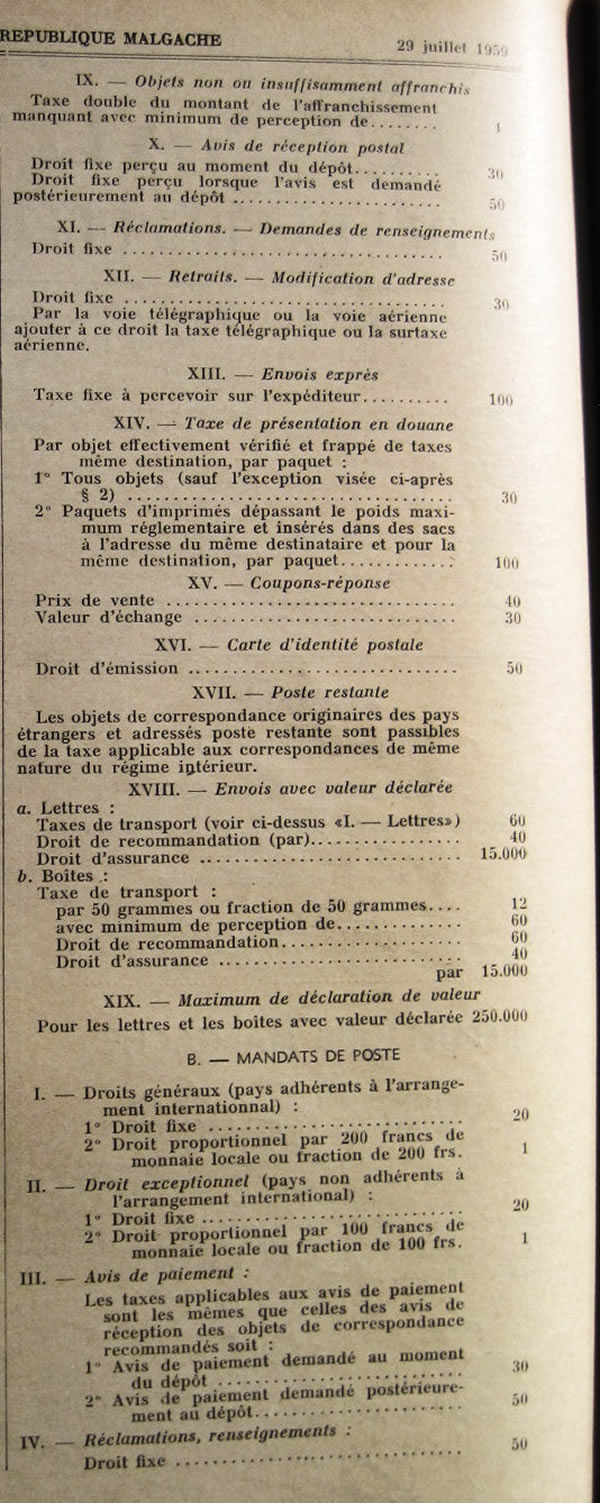 REPUBLIQUE MALGACHE 29 juillet 1959
IX. — Objets non ou insuffisamment affranchis
Taxe double du montant de l'affranchissement
manquant avec minimum de perception de........
X. — Avis de réception postal
Droit fixe perçu au moment du dépôt.......... 30
Droit fixe perçu lorsque l'avis est demandé
postérieurement au dépôt ........................ 50
XI. — Réclamations. — Demandes de renseignements
Droit fixe .................................... 50
XII. — Retraits. — Modification d'adresse
Droit fixe .................................... 30
Par la voie télégraphique ou la voie aérienne
ajouter à ce droit la taxe télégraphique ou la surtaxe
aérienne.
XIII. — Envois exprès
Taxe fixe à percevoir sur l'expéditeur.......... 100
XIV. — Taxe de présentation en douane
Par objet effectivement vérifié et frappé de taxes
même destination, par paquet :
1° Tous objets (sauf l'exception visée ci-après
§ 2) .................................... 30
2° Paquets d'imprimés dépassant le poids maxi-
mum réglementaire et insérés dans des sacs
à l'adresse du même destinataire et pour la
même destination, par paquet............. 100
XV. — Coupons-réponse
Prix de vente ................................ 40
Valeur d'échange ............................. 30
XVI. — Carte d'identité postale
Droit d'émission .............................. 50
XVII. — Poste restante
Les objets de correspondance originaires des pays
étrangers et adressés poste restante sont passibles
de la taxe applicable aux correspondances de même
nature du régime intérieur.
XVIII. — Envois avec valeur déclarée
a. Lettres :
Taxes de transport (voir ci-dessus «I. — Lettres») 60
Droit de recommandation (par)................. 40
Droit d'assurance ............................. 15.000
b. Boîtes :
Taxe de transport :
par 50 grammes ou fraction de 50 grammes.... 12
avec minimum de perception de.............. 60
Droit de recommandation.................... 60
Droit d'assurance .......................... 40
par 15.000
XIX. — Maximum de déclaration de valeur
Pour les lettres et les boîtes avec valeur déclarée 250.000
B. — MANDATS DE POSTE
I. — Droits généraux (pays adhérents à l'arrange-
ment internationnal) :
1° Droit fixe ............................ 20
2° Droit proportionnel par 200 francs de
monnaie locale ou fraction de 200 frs. 1
II. — Droit exceptionnel (pays non adhérents à
l'arrangement international) :
1° Droit fixe ............................ 20
2° Droit proportionnel par 100 francs de
monnaie locale ou fraction de 100 frs. 1
III. — Avis de paiement :
Les taxes applicables aux avis de paiement
sont les mêmes que celles des avis de
réception des objets de correspondance
recommandés soit :
1° Avis de paiement demandé au moment
du dépôt ........................... 30
2° Avis de paiement demandé postérieure-
ment au dépôt....................... 50
IV. — Réclamations, renseignements :
Droit fixe ............................... 50